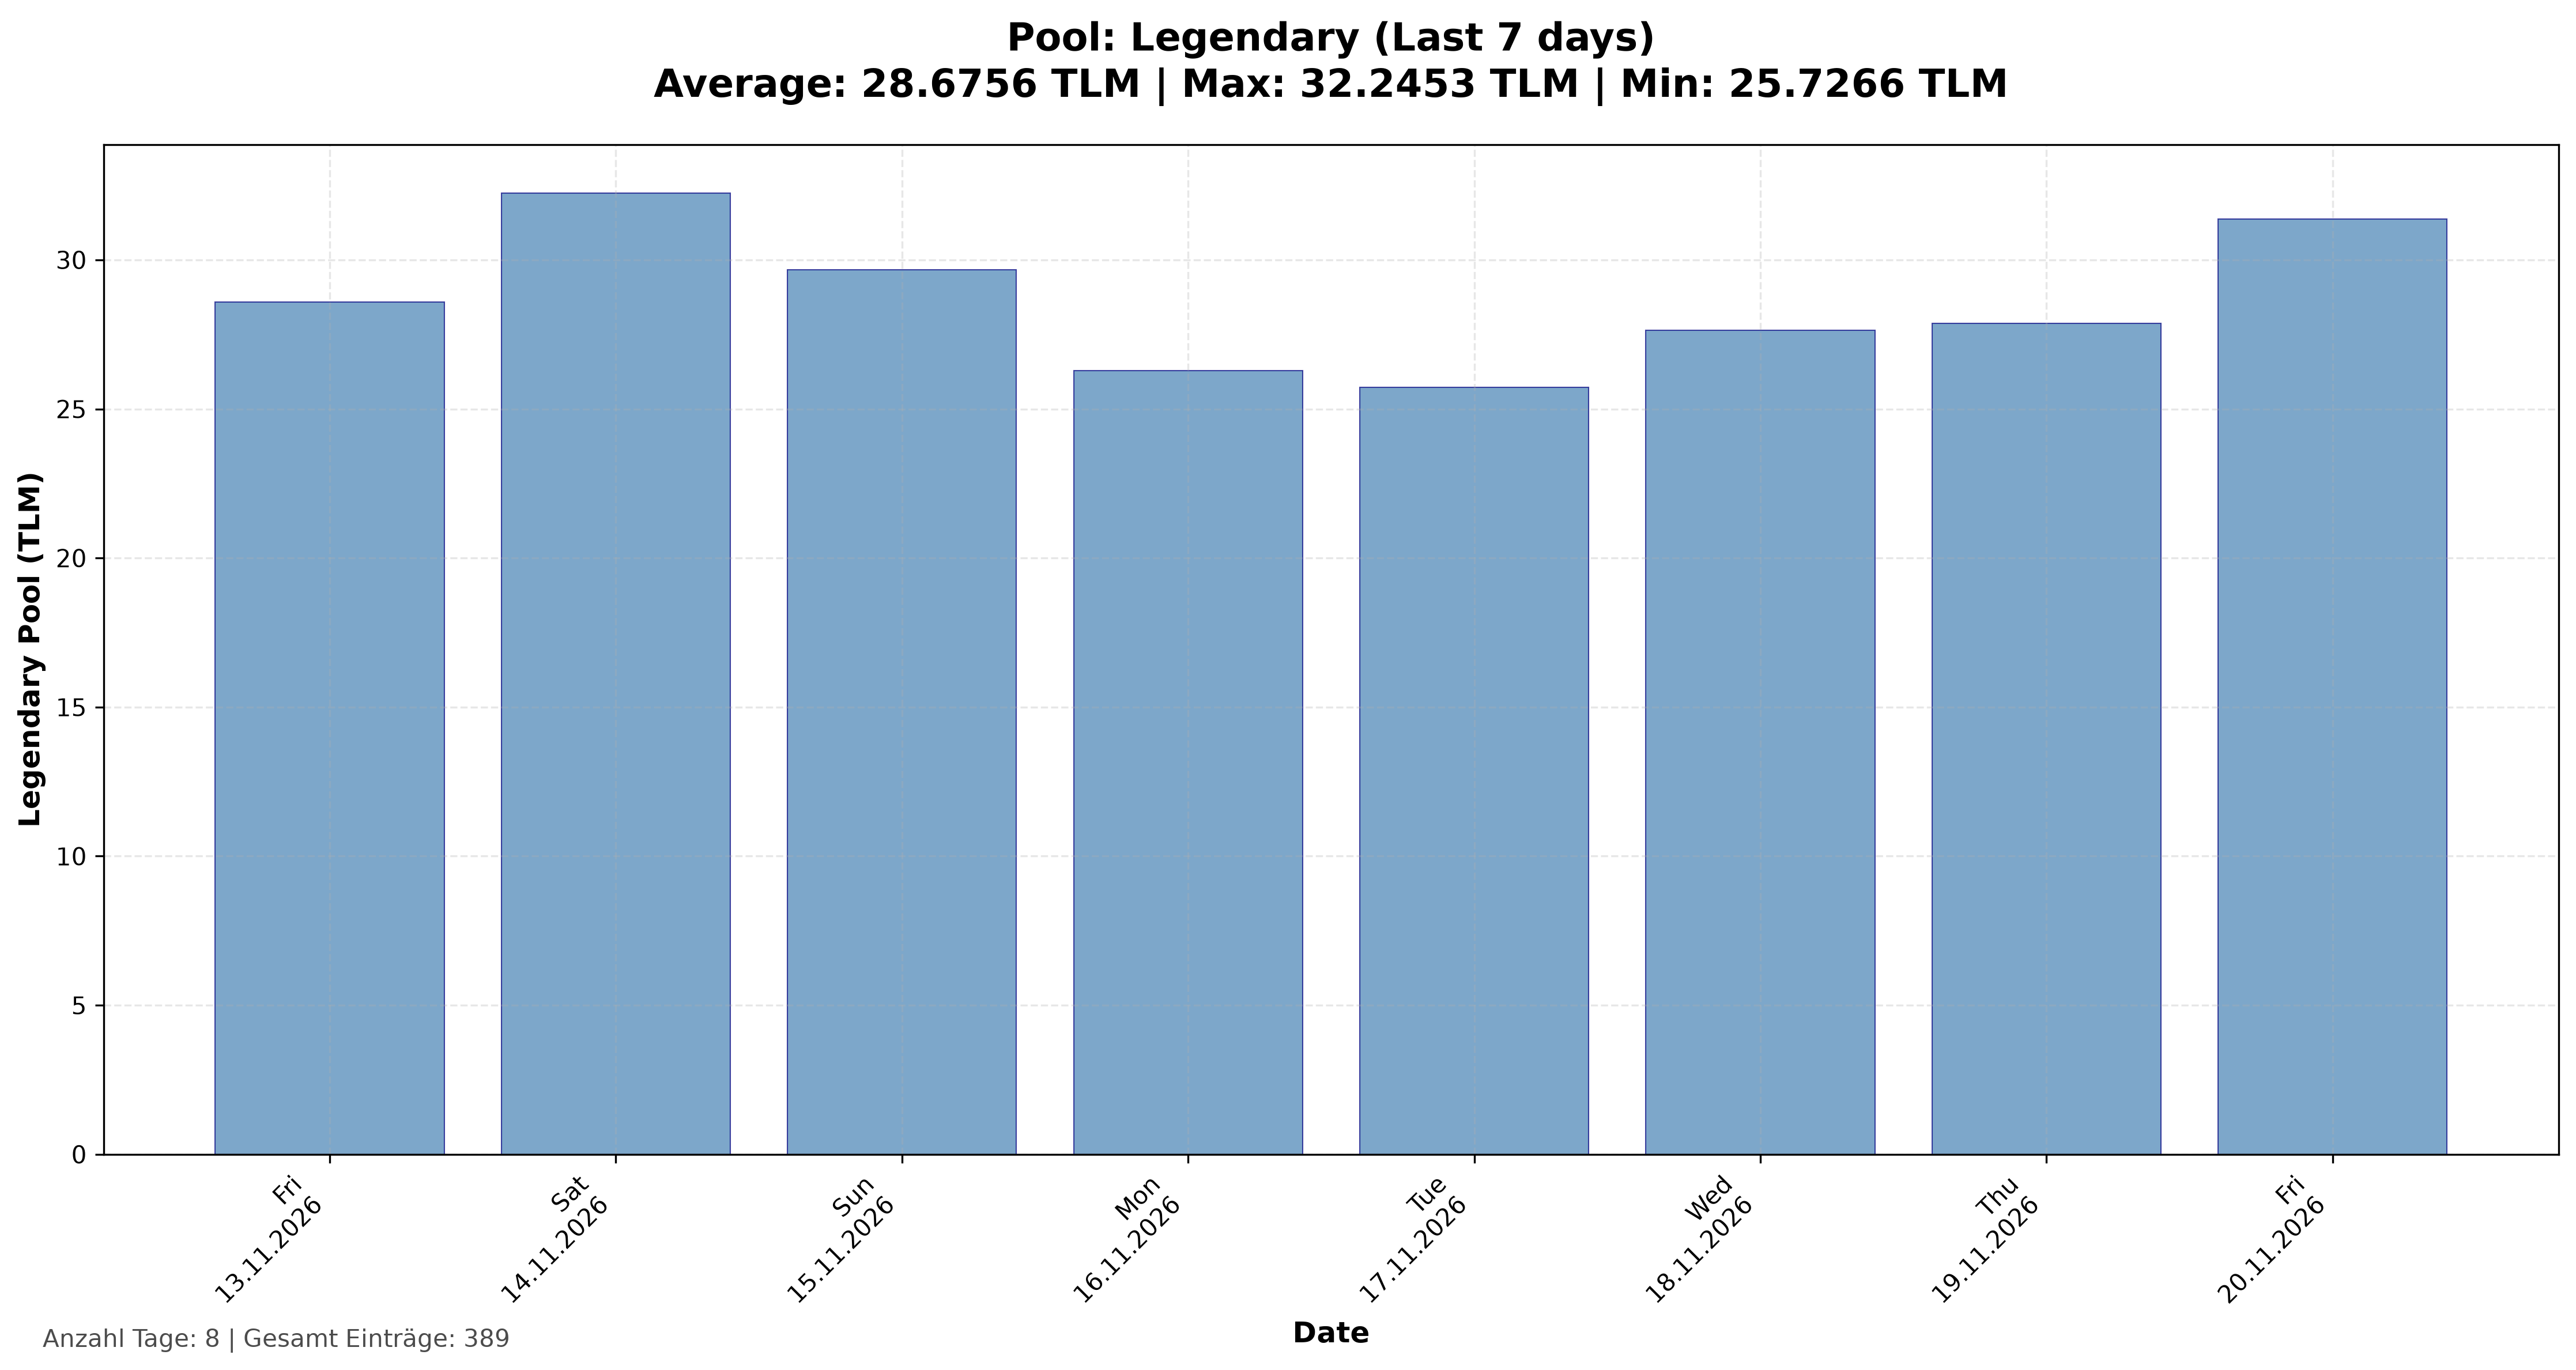 Pool: Legendary (Last 7 days)
Average: 28.6756 TLM | Max: 32.2453 TLM | Min: 25.7266 TLM
Legendary Pool (TLM)
30
25
20
15
10
5
0
Fri
13.11.2026
Sat
14.11.2026
Sun
15.11.2026
Mon
16.11.2026
Tue
17.11.2026
Wed
18.11.2026
Thu
19.11.2026
Fri
20.11.2026
Date
Anzahl Tage: 8 | Gesamt Einträge: 389